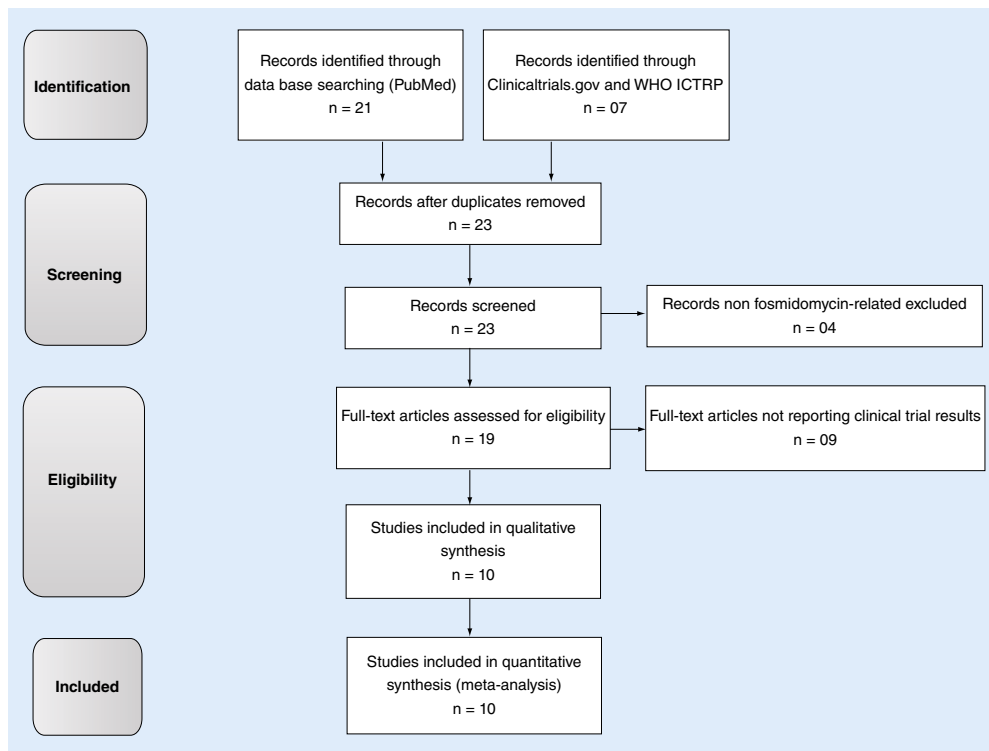 Identification
Records identified through
data base searching (PubMed)
n = 21
Records identified through
Clinicaltrials.gov and WHO ICTRP
n = 07
Screening
Records after duplicates removed
n = 23
Records screened
n = 23
Records non fosmidomycin-related excluded
n = 04
Eligibility
Full-text articles assessed for eligibility
n = 19
Full-text articles not reporting clinical trial results
n = 09
Studies included in qualitative
synthesis
n = 10
Included
Studies included in quantitative
synthesis (meta-analysis)
n = 10